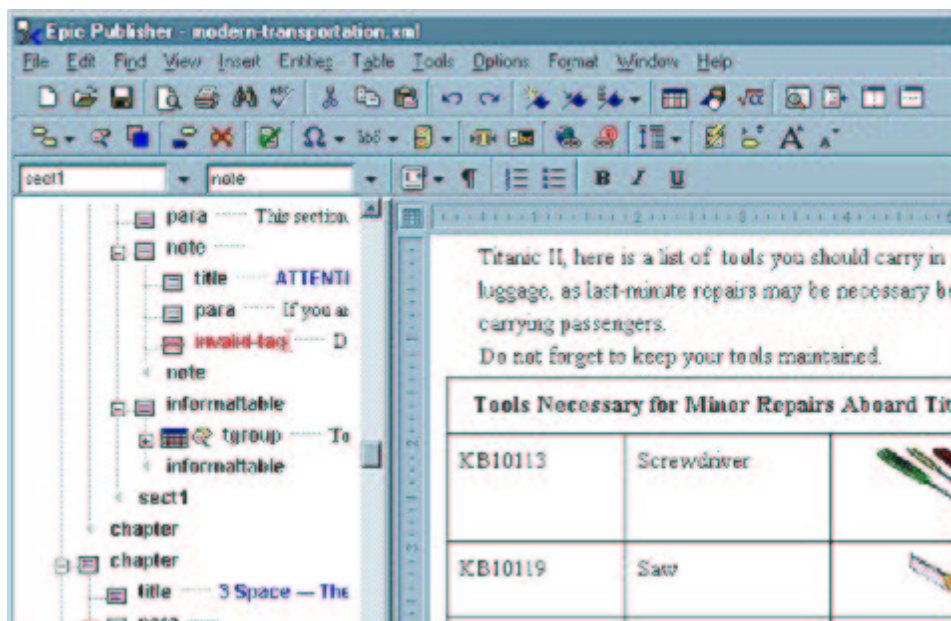 Epic Publisher - modern-transportation.xml
File Edit Find View Insert Entities Table Tools Options Format Window Help
sect1 note B I U
para This section
note
title ATTENTI
para If you ar
invalid-tag D
note
informaltable
tgroup To
informaltable
sect1
chapter
chapter
title 3 Space — The
para
Titanic II, here is a list of tools you should carry in
luggage, as last-minute repairs may be necessary be
carrying passengers.
Do not forget to keep your tools maintained.
Tools Necessary for Minor Repairs Aboard Tit
KB10113 Screwdriver
KB10119 Saw